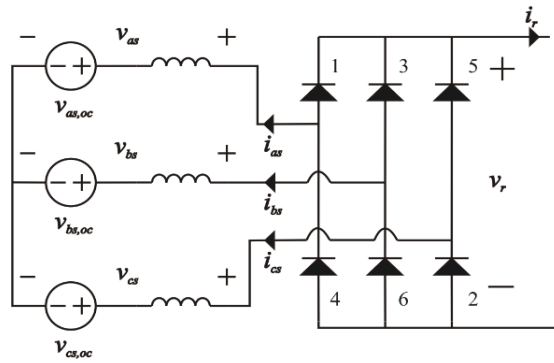 − v_as + i_r
− + 1 3 5 +
v_as,oc
i_as
− v_bs +
− + v_r
v_bs,oc i_bs
− v_cs + i_cs
− + 4 6 2 −
v_cs,oc